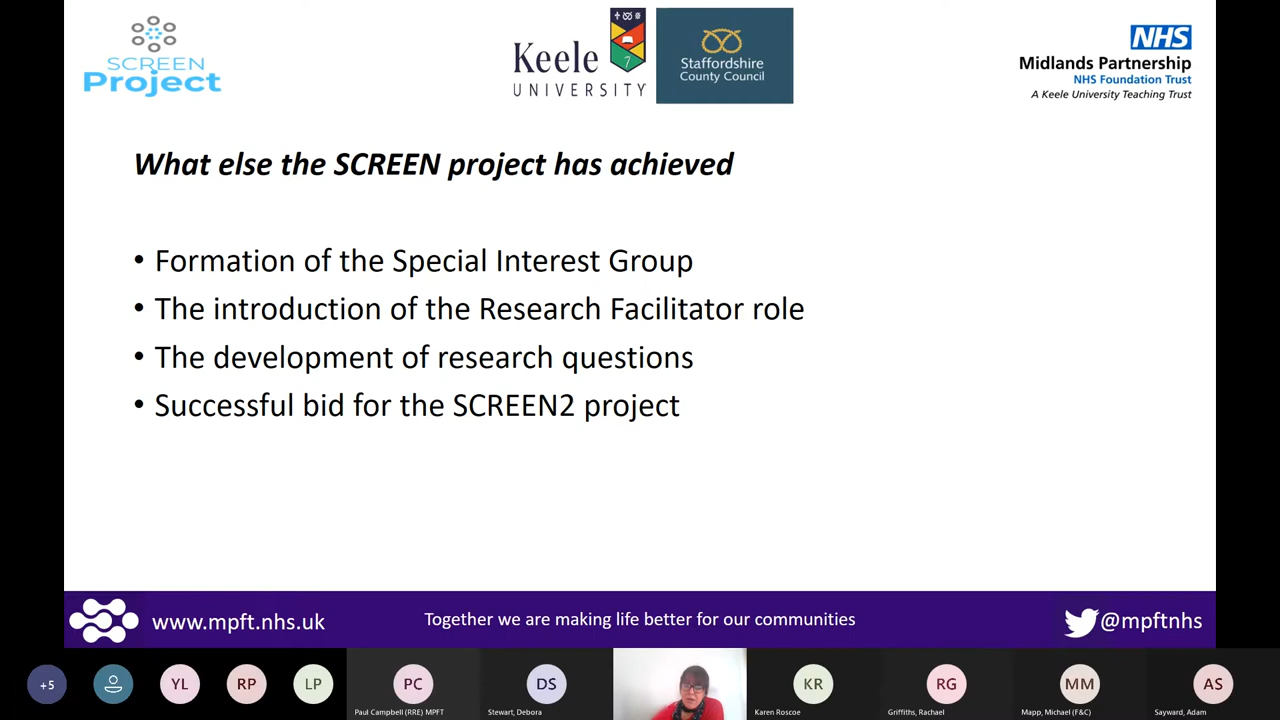 SCREEN
Project
Keele
UNIVERSITY
Staffordshire
County Council
NHS
Midlands Partnership
NHS Foundation Trust
A Keele University Teaching Trust
What else the SCREEN project has achieved
• Formation of the Special Interest Group
• The introduction of the Research Facilitator role
• The development of research questions
• Successful bid for the SCREEN2 project
www.mpft.nhs.uk
Together we are making life better for our communities
@mpftnhs
+5
YL
RP
LP
PC
DS
KR
RG
MM
AS
Paul Campbell (RRE) MPFT
Stewart, Debora
Karen Roscoe
Griffiths, Rachael
Mapp, Michael (F&C)
Sayward, Adam